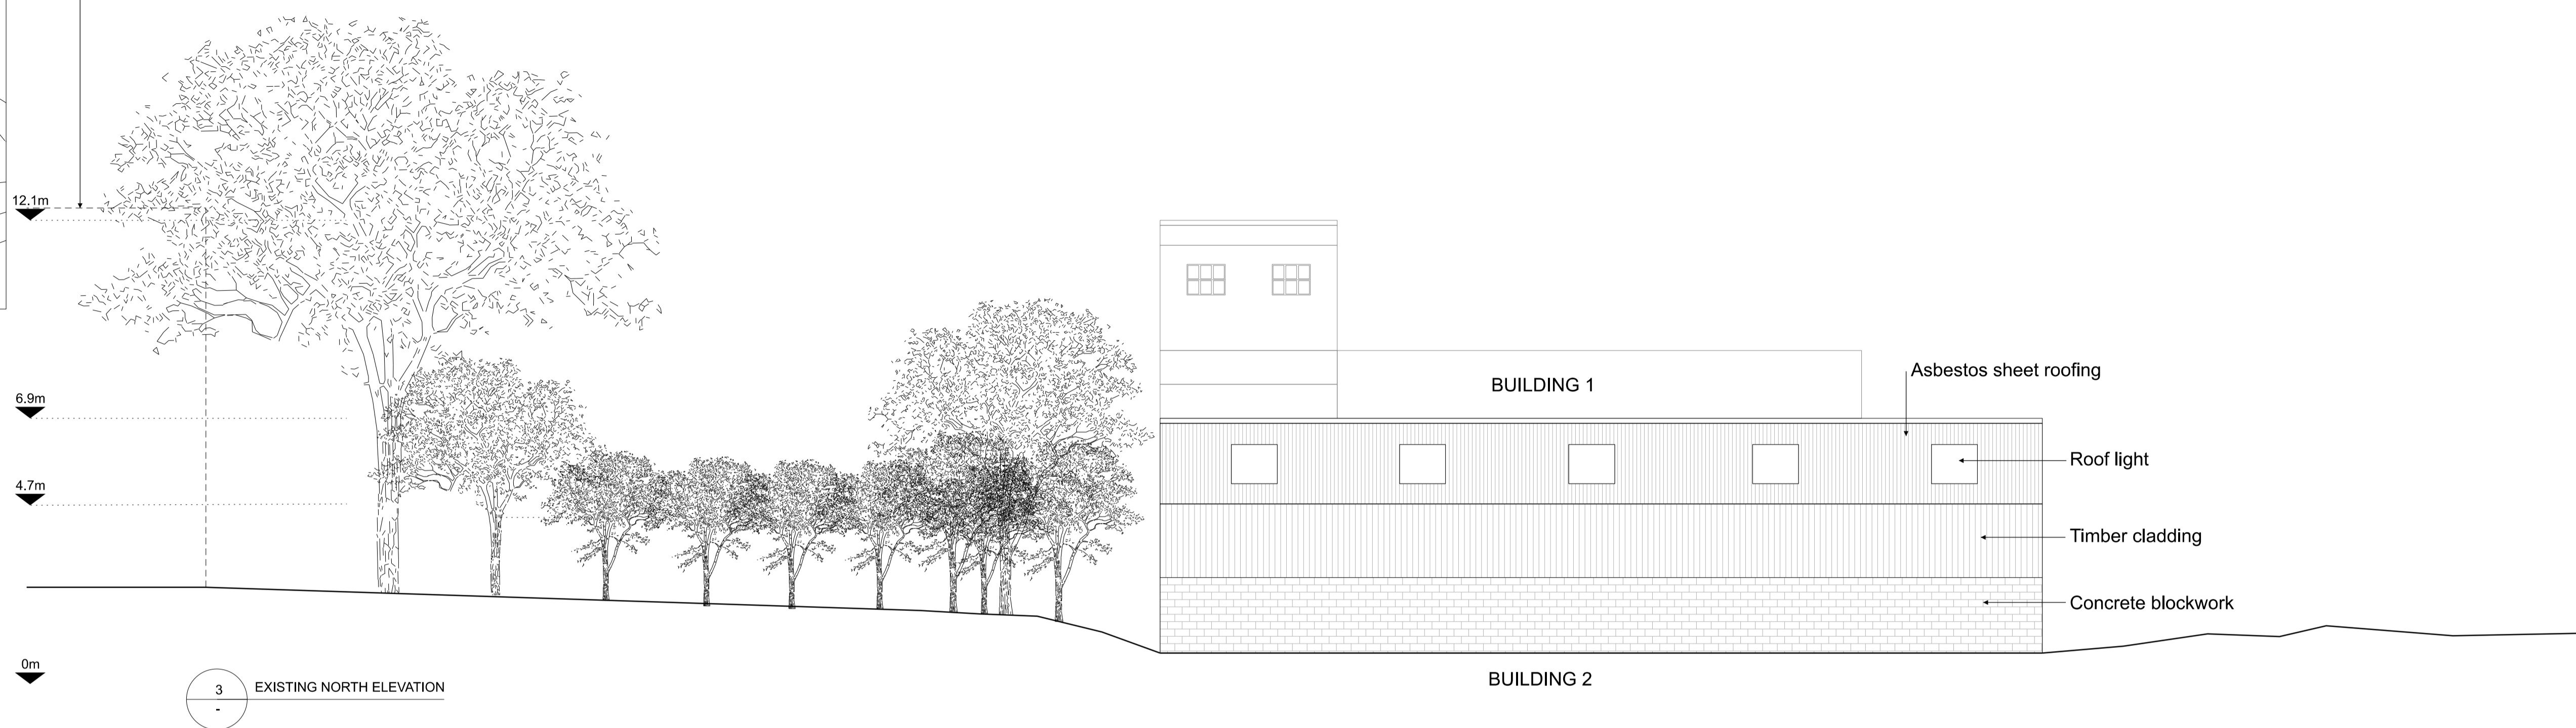 12.1m
BUILDING 1
Asbestos sheet roofing
6.9m
Roof light
4.7m
Timber cladding
Concrete blockwork
0m
BUILDING 2
3
EXISTING NORTH ELEVATION
-